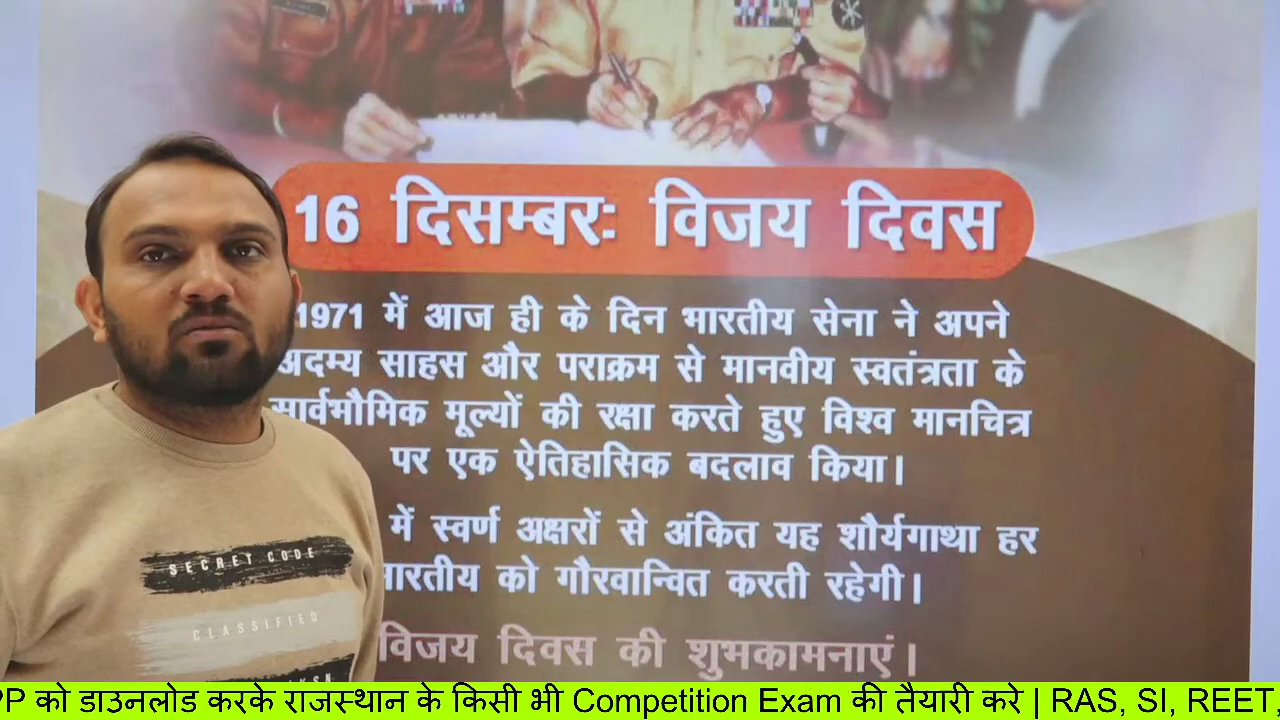 16 दिसम्बर: विजय दिवस
1971 में आज ही के दिन भारतीय सेना ने अपने
अदम्य साहस और पराक्रम से मानवीय स्वतंत्रता के
सार्वभौमिक मूल्यों की रक्षा करते हुए विश्व मानचित्र
पर एक ऐतिहासिक बदलाव किया।
में स्वर्ण अक्षरों से अंकित यह शौर्यगाथा हर
भारतीय को गौरवान्वित करती रहेगी।
विजय दिवस की शुभकामनाएं।
SECRET CODE
CLASSIFIED
को डाउनलोड करके राजस्थान के किसी भी Competition Exam की तैयारी करे | RAS, SI, REET,